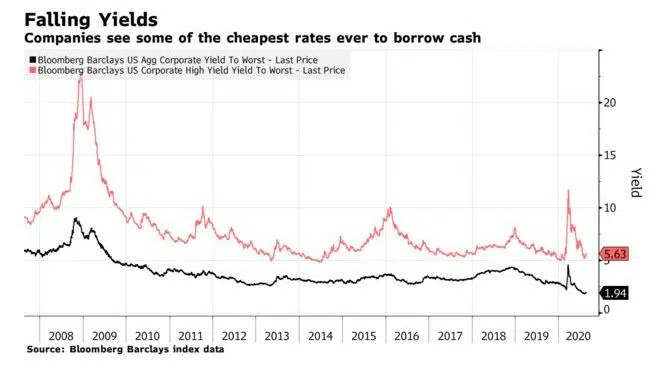 Falling Yields
Companies see some of the cheapest rates ever to borrow cash
Bloomberg Barclays US Agg Corporate Yield To Worst - Last Price
Bloomberg Barclays US Corporate High Yield Yield To Worst - Last Price
20
15
Yield
10
5.63
5
1.94
0
2008 2009 2010 2011 2012 2013 2014 2015 2016 2017 2018 2019 2020
Source: Bloomberg Barclays index data